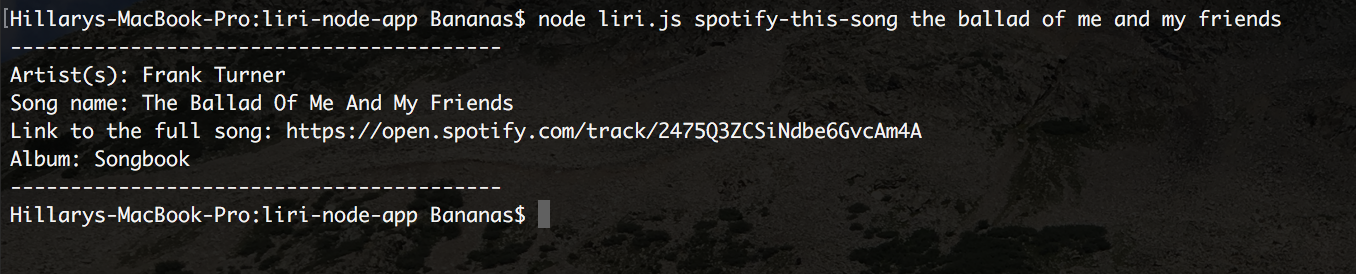 [Hillarys-MacBook-Pro:liri-node-app Bananas$ node liri.js spotify-this-song the ballad of me and my friends
-----------------------------------------
Artist(s): Frank Turner
Song name: The Ballad Of Me And My Friends
Link to the full song: https://open.spotify.com/track/2475Q3ZCSiNdbe6GvcAm4A
Album: Songbook
-----------------------------------------
Hillarys-MacBook-Pro:liri-node-app Bananas$